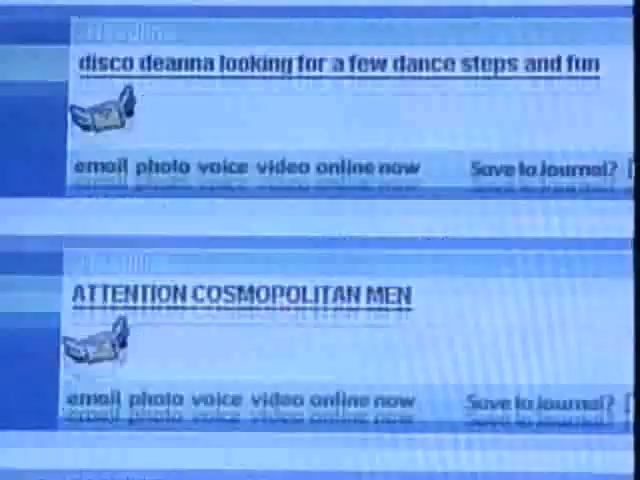 Headline
disco deanna looking for a few dance steps and fun
email photo voice video online now Save to Journal?
ATTENTION COSMOPOLITAN MEN
email photo voice video online now Save to Journal?